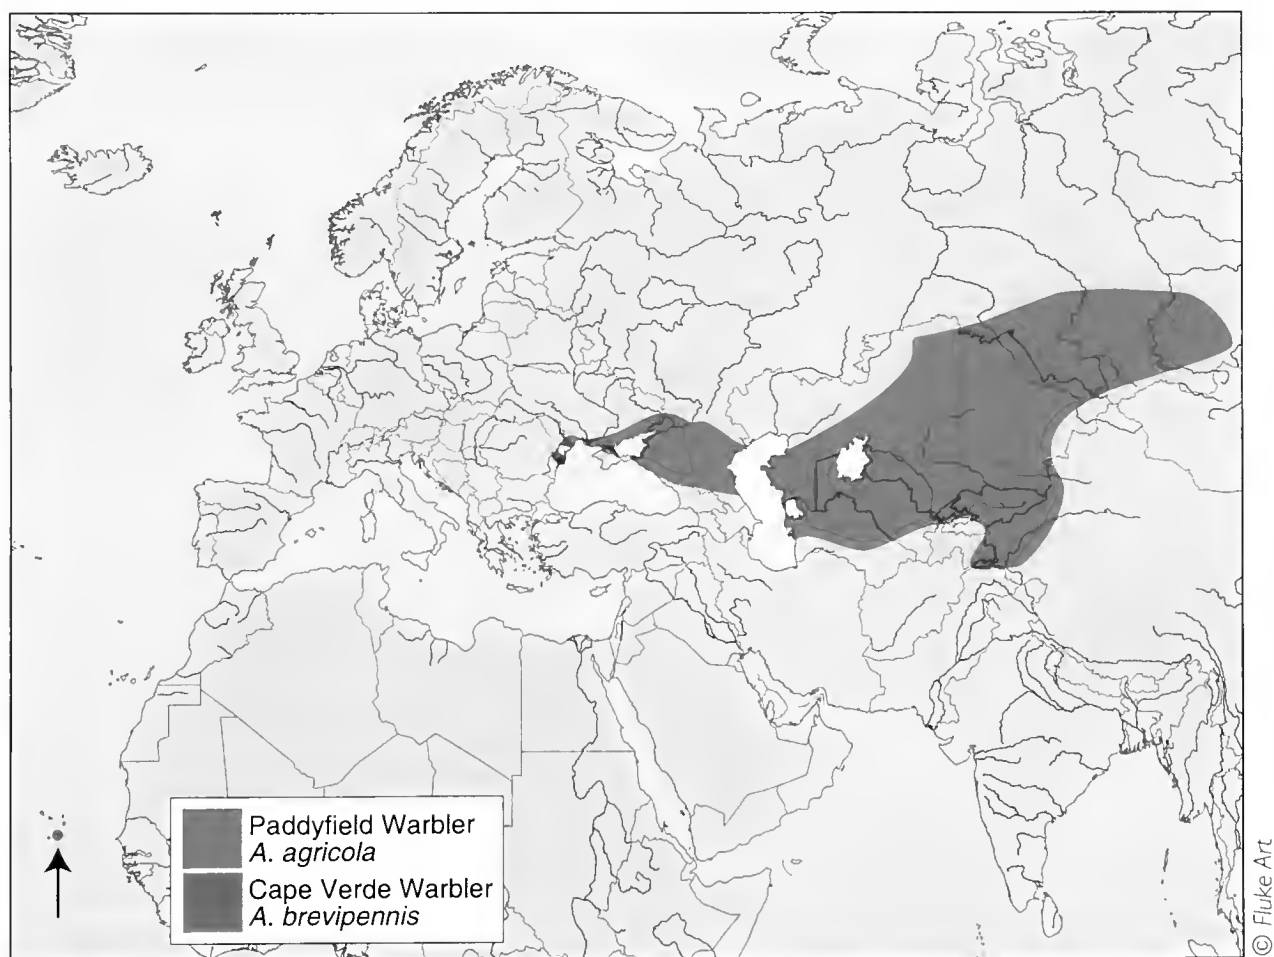 Paddyfield Warbler
A. agricola
Cape Verde Warbler
A. brevipennis
© Fluke Art